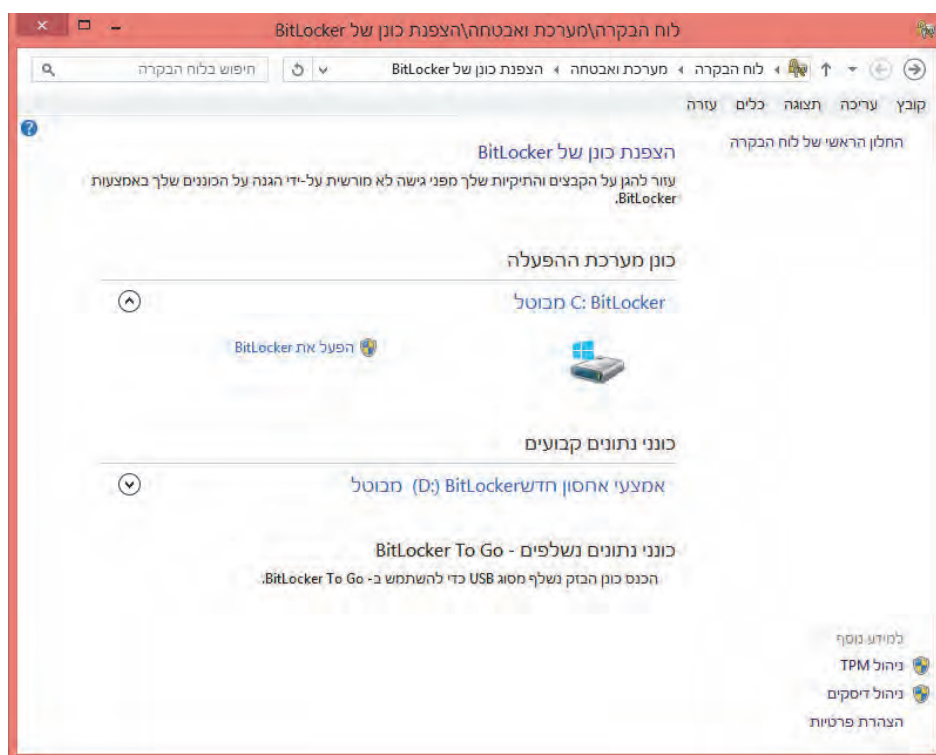 לוח הבקרה\מערכת ואבטחה\הצפנת כונן של BitLocker
לוח הבקרה מערכת ואבטחה הצפנת כונן של BitLocker
חיפוש בלוח הבקרה
קובץ עריכה תצוגה כלים עזרה
החלון הראשי של לוח הבקרה
הצפנת כונן של BitLocker
עזור להגן על הקבצים והתיקיות שלך מפני גישה לא מורשית על-ידי הגנה על הכוננים שלך באמצעות
BitLocker.
כונן מערכת ההפעלה
C: BitLocker מבוטל
הפעל את BitLocker
כונני נתונים קבועים
אמצעי אחסון חדשBitLocker (D:) מבוטל
כונני נתונים נשלפים - BitLocker To Go
הכנס כונן הבזק נשלף מסוג USB כדי להשתמש ב- BitLocker To Go.
למידע נוסף
ניהול TPM
ניהול דיסקים
הצהרת פרטיות